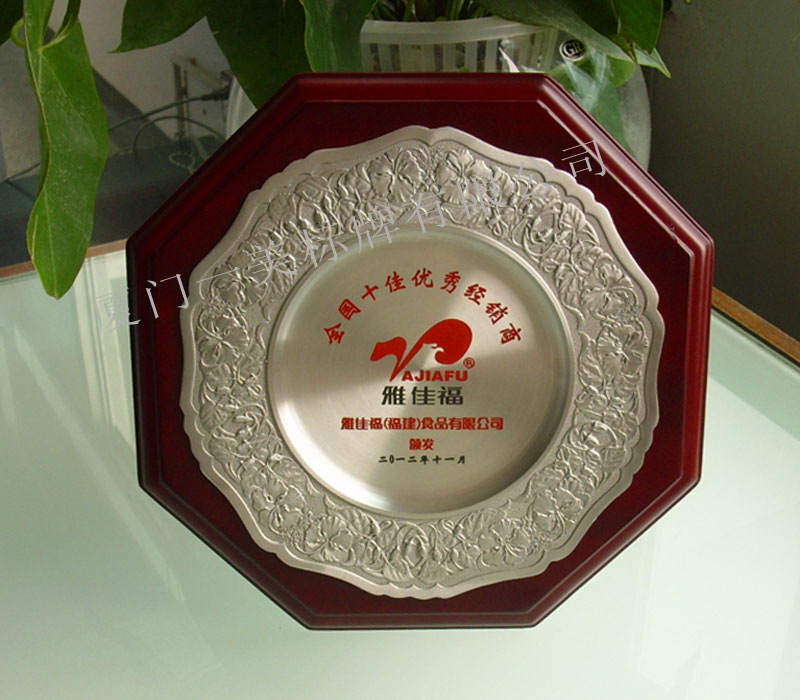 厦门一美标牌有限公司
全国十佳优秀经销商
AJIAFU®
雅佳福
雅佳福(福建)食品有限公司
颁发
二0一二年十一月